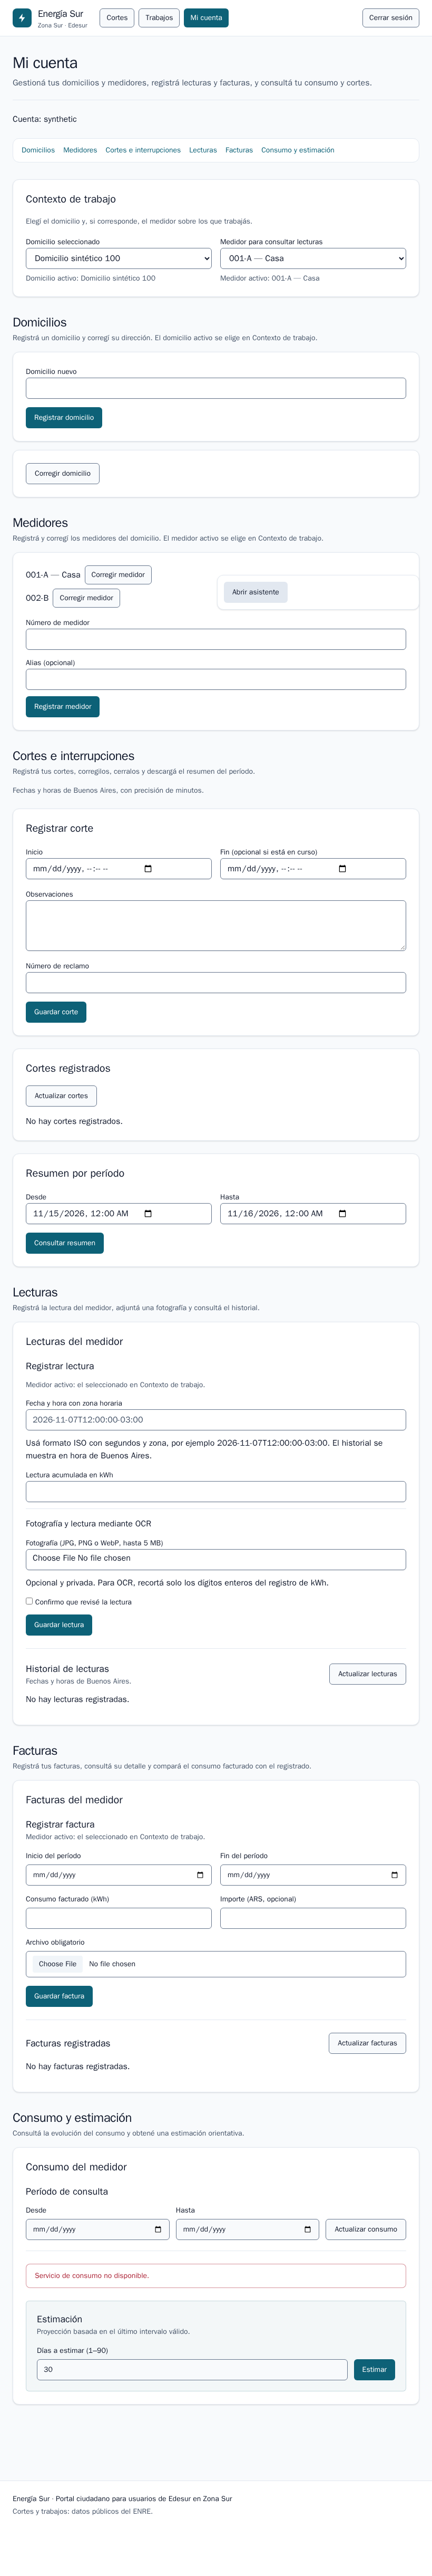 Energía Sur
Zona Sur · Edesur
Cortes
Trabajos
Mi cuenta
Cerrar sesión
Mi cuenta
Gestioná tus domicilios y medidores, registrá lecturas y facturas, y consultá tu consumo y cortes.
Cuenta: synthetic
Domicilios
Medidores
Cortes e interrupciones
Lecturas
Facturas
Consumo y estimación
Contexto de trabajo
Elegí el domicilio y, si corresponde, el medidor sobre los que trabajás.
Domicilio seleccionado
Medidor para consultar lecturas
Domicilio sintético 100
001-A — Casa
Domicilio activo: Domicilio sintético 100
Medidor activo: 001-A — Casa
Domicilios
Registrá un domicilio y corregí su dirección. El domicilio activo se elige en Contexto de trabajo.
Domicilio nuevo
Registrar domicilio
Corregir domicilio
Medidores
Registrá y corregí los medidores del domicilio. El medidor activo se elige en Contexto de trabajo.
001-A — Casa
Corregir medidor
002-B
Corregir medidor
Abrir asistente
Número de medidor
Alias (opcional)
Registrar medidor
Cortes e interrupciones
Registrá tus cortes, corregilos, cerralos y descargá el resumen del período.
Fechas y horas de Buenos Aires, con precisión de minutos.
Registrar corte
Inicio
Fin (opcional si está en curso)
mm/dd/yyyy, --:-- --
mm/dd/yyyy, --:-- --
Observaciones
Número de reclamo
Guardar corte
Cortes registrados
Actualizar cortes
No hay cortes registrados.
Resumen por período
Desde
Hasta
11/15/2026, 12:00 AM
11/16/2026, 12:00 AM
Consultar resumen
Lecturas
Registrá la lectura del medidor, adjuntá una fotografía y consultá el historial.
Lecturas del medidor
Registrar lectura
Medidor activo: el seleccionado en Contexto de trabajo.
Fecha y hora con zona horaria
2026-11-07T12:00:00-03:00
Usá formato ISO con segundos y zona, por ejemplo 2026-11-07T12:00:00-03:00. El historial se
muestra en hora de Buenos Aires.
Lectura acumulada en kWh
Fotografía y lectura mediante OCR
Fotografía (JPG, PNG o WebP, hasta 5 MB)
Choose File No file chosen
Opcional y privada. Para OCR, recortá solo los dígitos enteros del registro de kWh.
Confirmo que revisé la lectura
Guardar lectura
Historial de lecturas
Fechas y horas de Buenos Aires.
Actualizar lecturas
No hay lecturas registradas.
Facturas
Registrá tus facturas, consultá su detalle y compará el consumo facturado con el registrado.
Facturas del medidor
Registrar factura
Medidor activo: el seleccionado en Contexto de trabajo.
Inicio del período
Fin del período
mm/dd/yyyy
mm/dd/yyyy
Consumo facturado (kWh)
Importe (ARS, opcional)
Archivo obligatorio
Choose File No file chosen
Guardar factura
Facturas registradas
Actualizar facturas
No hay facturas registradas.
Consumo y estimación
Consultá la evolución del consumo y obtené una estimación orientativa.
Consumo del medidor
Período de consulta
Desde
Hasta
mm/dd/yyyy
mm/dd/yyyy
Actualizar consumo
Servicio de consumo no disponible.
Estimación
Proyección basada en el último intervalo válido.
Días a estimar (1–90)
30
Estimar
Energía Sur · Portal ciudadano para usuarios de Edesur en Zona Sur
Cortes y trabajos: datos públicos del ENRE.